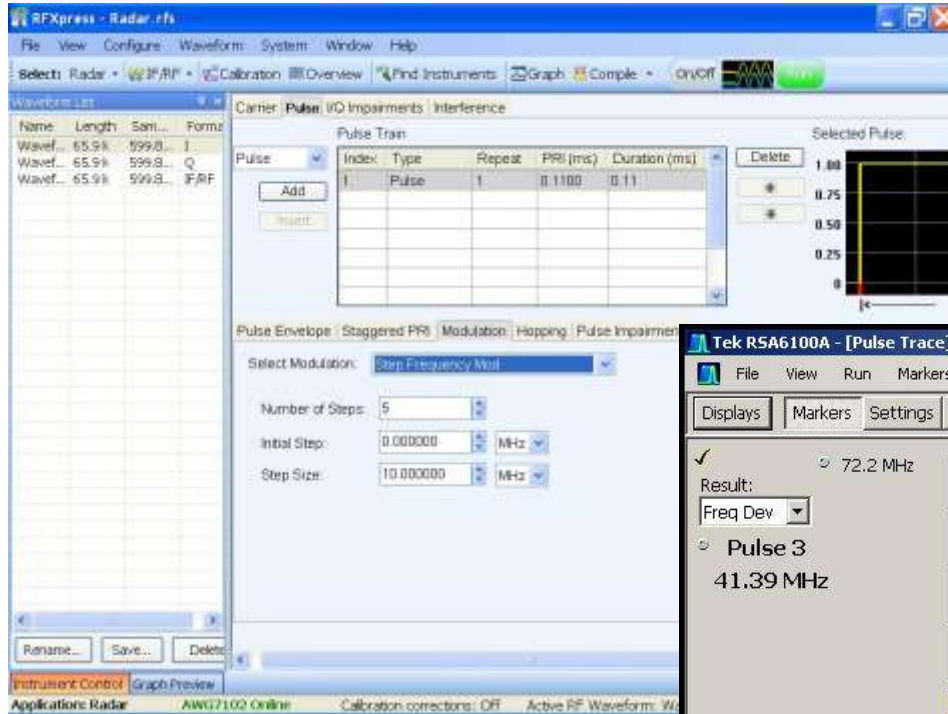 RFXpress - Radar.rfs
File View Configure Waveform System Window Help
Select: Radar IF/RF Calibration Overview Find Instruments Graph Compile On/Off
Waveform List
Name Length Sam... Forma
Wavef... 65.9k 599.8... I
Wavef... 65.9k 599.8... Q
Wavef... 65.9k 599.8... IF/RF
Rename... Save... Delete
Instrument Control Graph Preview
Carrier Pulse I/Q Impairments Interference
Pulse Train
Pulse
Add
Insert
Index Type Repeat PRI (ms) Duration (ms)
1 Pulse 1 0.1100 0.11
Delete
Selected Pulse
1.00
0.75
0.50
0.25
0
Pulse Envelope Staggered PRI Modulation Hopping Pulse Impairmen
Select Modulation: Step Frequency Mod
Number of Steps: 5
Initial Step: 0.000000 MHz
Step Size: 10.000000 MHz
Tek RSA6100A - [Pulse Trace]
File View Run Markers
Displays Markers Settings
72.2 MHz
Result:
Freq Dev
Pulse 3
41.39 MHz
Application: Radar AWG7102 Online Calibration corrections: Off Active RF Waveform: Wa